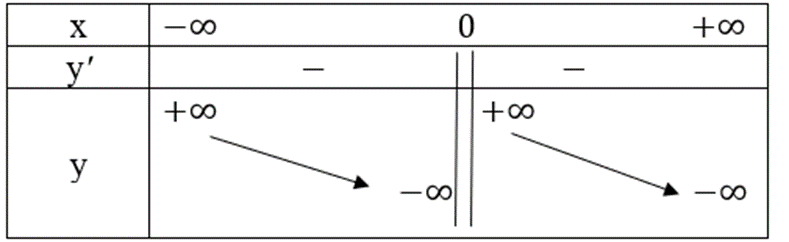 x −∞ 0 +∞
y′ − −
+∞ +∞
y
−∞ −∞